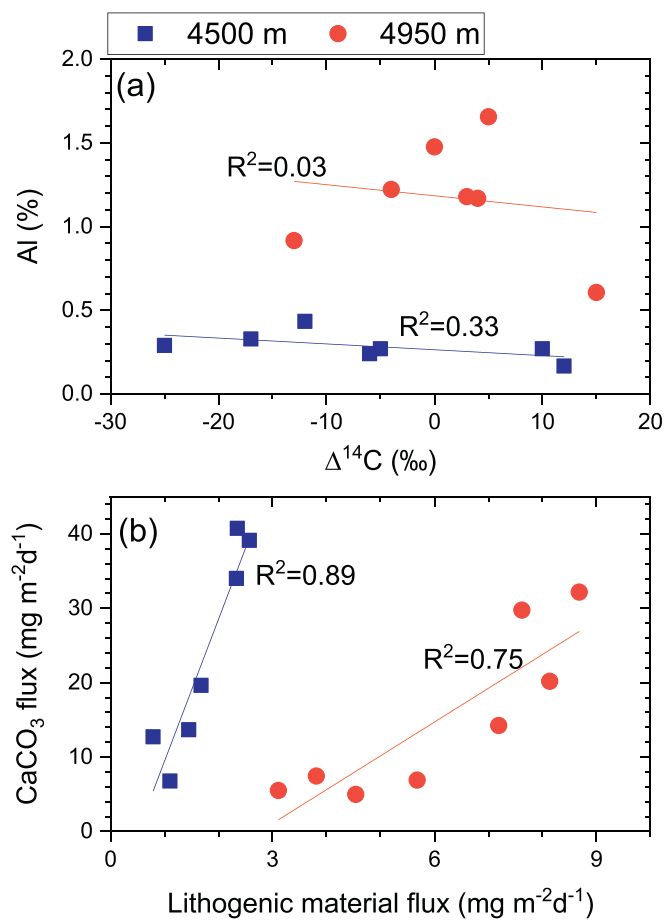 4500 m 4950 m
(a)
2.0
1.5
1.0
0.5
0.0
Al (%)
R²=0.03
R²=0.33
-30 -20 -10 0 10 20
Δ¹⁴C (‰)
(b)
40
30
20
10
0
CaCO₃ flux (mg m⁻²d⁻¹)
R²=0.89
R²=0.75
0 3 6 9
Lithogenic material flux (mg m⁻²d⁻¹)